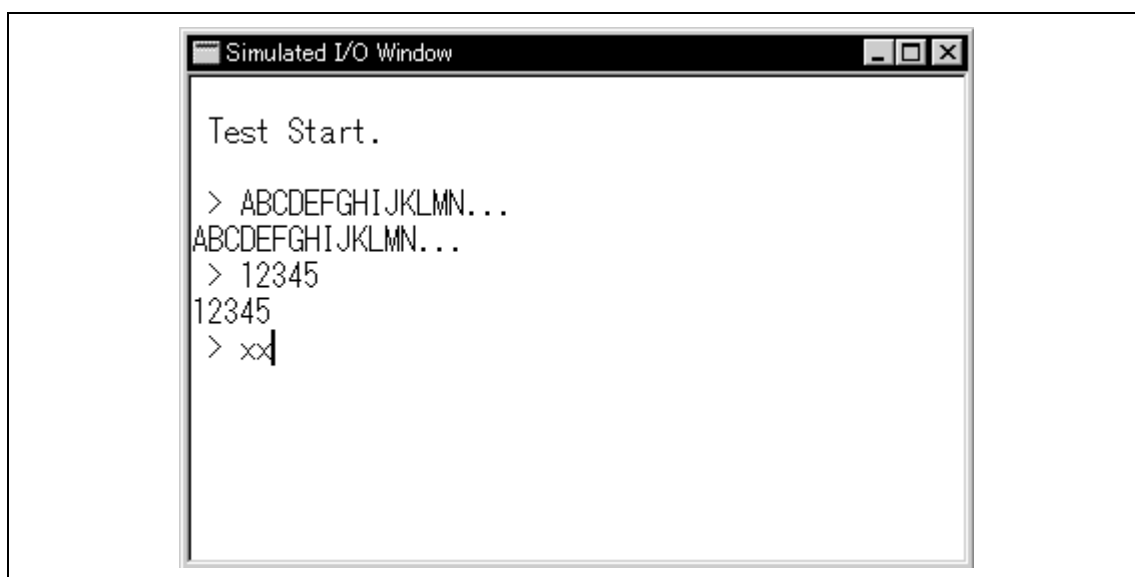 Simulated I/O Window
Test Start.
> ABCDEFGHIJKLMN...
ABCDEFGHIJKLMN...
> 12345
12345
> xx